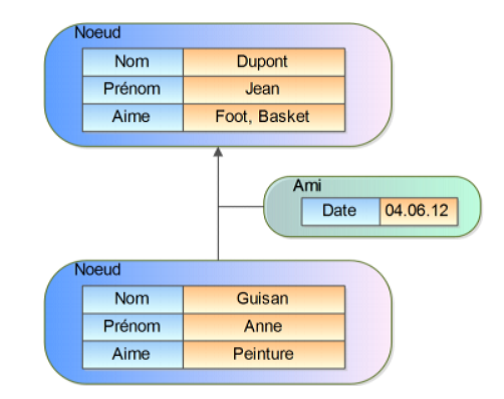 Noeud
Nom Dupont
Prénom Jean
Aime Foot, Basket
Ami
Date 04.06.12
Noeud
Nom Guisan
Prénom Anne
Aime Peinture